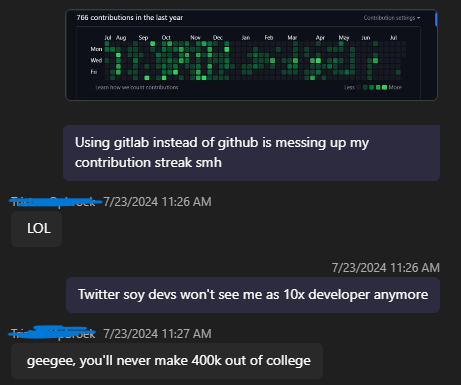 766 contributions in the last year
Contribution settings
Jul Aug Sep Oct Nov Dec Jan Feb Mar Apr May Jun Jul
Mon
Wed
Fri
Learn how we count contributions
Less More
Using gitlab instead of github is messing up my
contribution streak smh
7/23/2024 11:26 AM
LOL
7/23/2024 11:26 AM
Twitter soy devs won't see me as 10x developer anymore
7/23/2024 11:27 AM
geegee, you'll never make 400k out of college